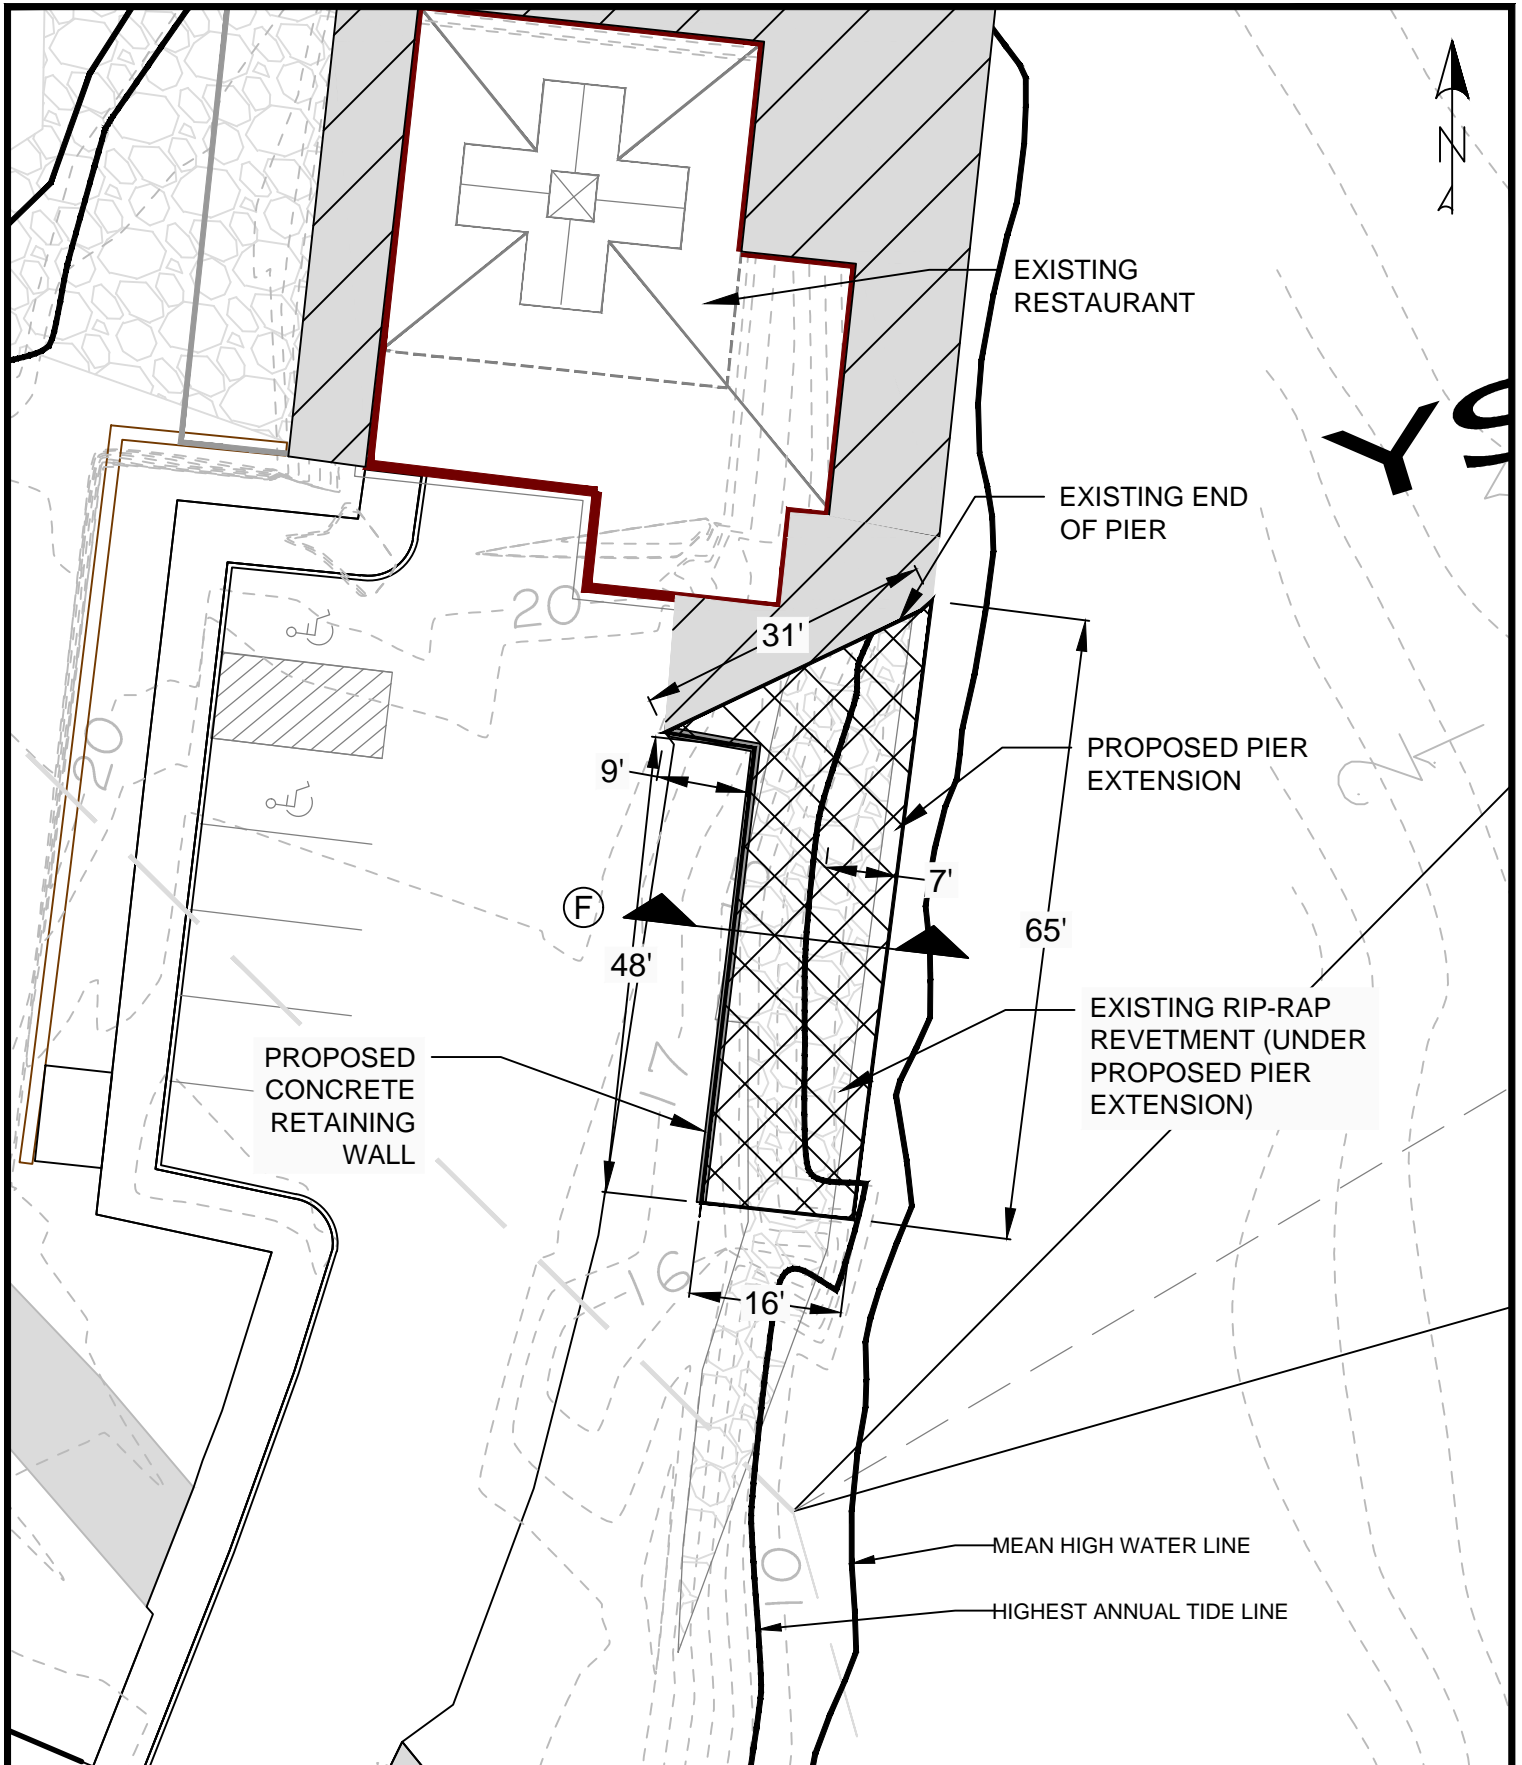 N
EXISTING
RESTAURANT
YS
EXISTING END
OF PIER
20
31'
20
PROPOSED PIER
EXTENSION
9'
7'
F
65'
48'
EXISTING RIP-RAP
REVETMENT (UNDER
PROPOSED PIER
EXTENSION)
PROPOSED
CONCRETE
RETAINING
WALL
17
16
16'
10
MEAN HIGH WATER LINE
HIGHEST ANNUAL TIDE LINE